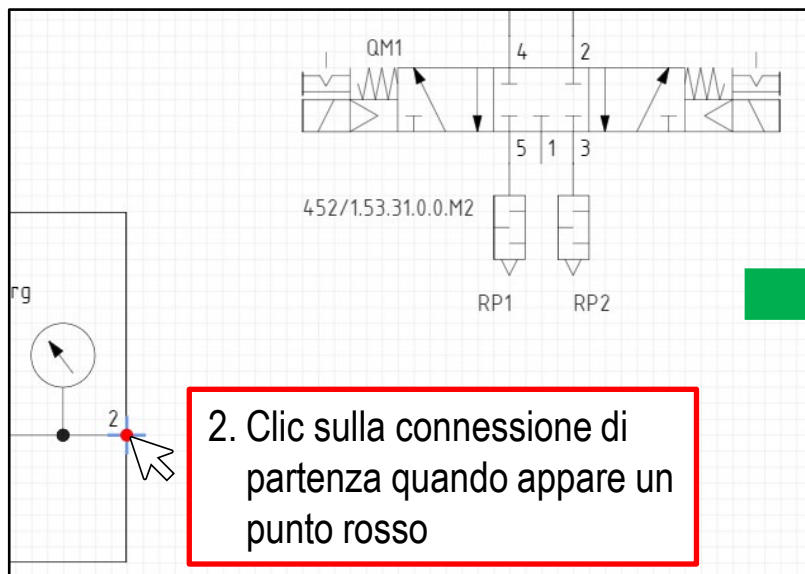 QM1
4 2
5 1 3
452/1.53.31.0.0.M2
RP1 RP2
rg
2
2. Clic sulla connessione di
partenza quando appare un
punto rosso